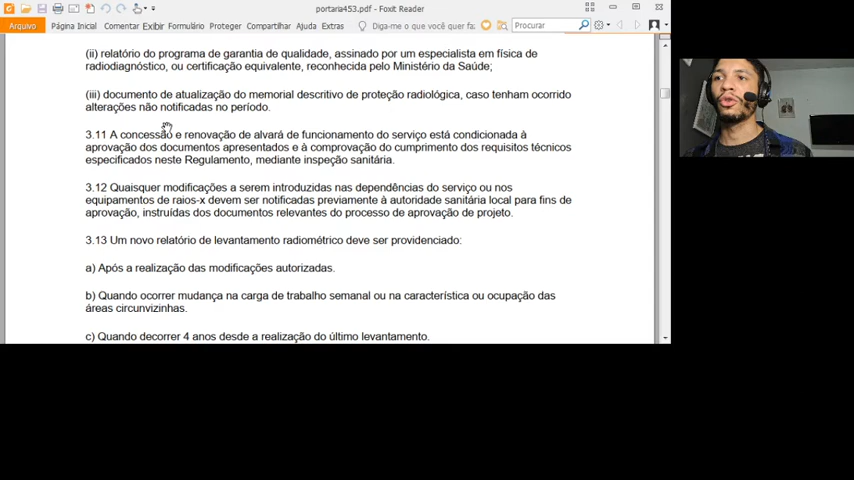 portaria453.pdf - Foxit Reader
Arquivo Página Inicial Comentar Exibir Formulário Proteger Compartilhar Ajuda Extras O que você quer fa: Procurar
(ii) relatório do programa de garantia de qualidade, assinado por um especialista em física de
radiodiagnóstico, ou certificação equivalente, reconhecida pelo Ministério da Saúde;
(iii) documento de atualização do memorial descritivo de proteção radiológica, caso tenham ocorrido
alterações não notificadas no período.
3.11 A concessão e renovação de alvará de funcionamento do serviço está condicionada à
aprovação dos documentos apresentados e à comprovação do cumprimento dos requisitos técnicos
especificados neste Regulamento, mediante inspeção sanitária.
3.12 Quaisquer modificações a serem introduzidas nas dependências do serviço ou nos
equipamentos de raios-x devem ser notificadas previamente à autoridade sanitária local para fins de
aprovação, instruídas dos documentos relevantes do processo de aprovação de projeto.
3.13 Um novo relatório de levantamento radiométrico deve ser providenciado:
a) Após a realização das modificações autorizadas.
b) Quando ocorrer mudança na carga de trabalho semanal ou na característica ou ocupação das
áreas circunvizinhas.
c) Quando decorrer 4 anos desde a realização do último levantamento.